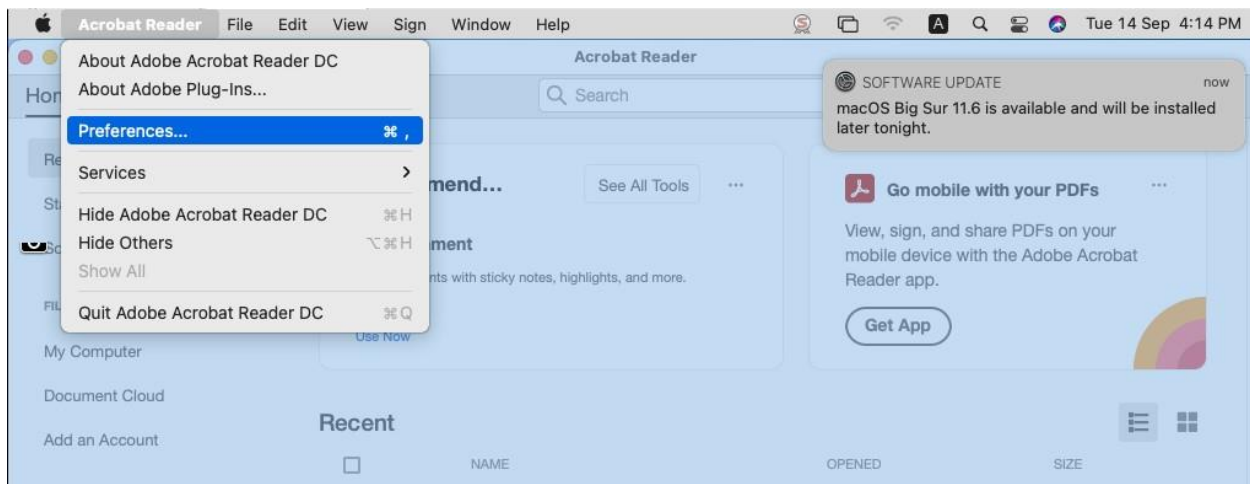 Acrobat Reader File Edit View Sign Window Help A Tue 14 Sep 4:14 PM
Acrobat Reader
Search
About Adobe Acrobat Reader DC
About Adobe Plug-Ins...
Preferences... ⌘ ,
Services
Hide Adobe Acrobat Reader DC ⌘H
Hide Others ⌥⌘H
Show All
Quit Adobe Acrobat Reader DC ⌘Q
SOFTWARE UPDATE now
macOS Big Sur 11.6 is available and will be installed
later tonight.
See All Tools
nts with sticky notes, highlights, and more.
Use Now
Go mobile with your PDFs
View, sign, and share PDFs on your
mobile device with the Adobe Acrobat
Reader app.
Get App
My Computer
Document Cloud
Add an Account
Recent
NAME OPENED SIZE